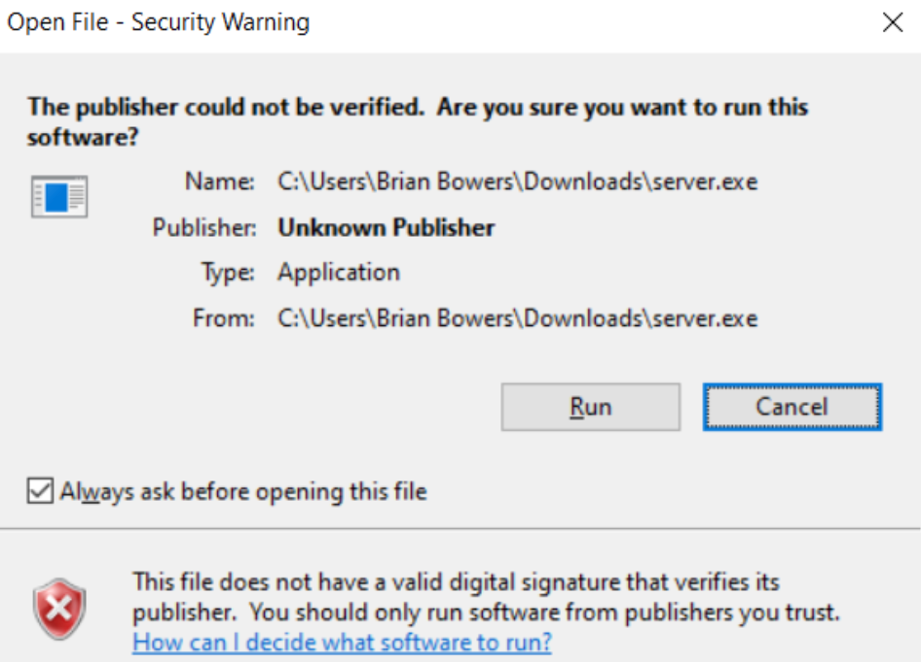 Open File - Security Warning
The publisher could not be verified.  Are you sure you want to run this
software?
Name: C:\Users\Brian Bowers\Downloads\server.exe
Publisher: Unknown Publisher
Type: Application
From: C:\Users\Brian Bowers\Downloads\server.exe
Run Cancel
Always ask before opening this file
This file does not have a valid digital signature that verifies its
publisher.  You should only run software from publishers you trust.
How can I decide what software to run?